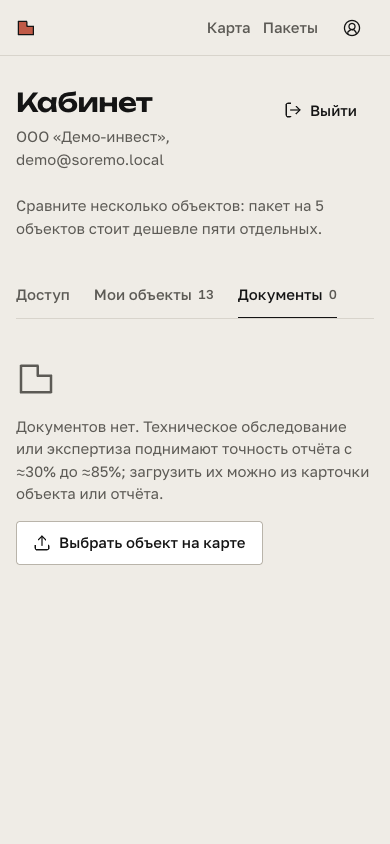 Карта Пакеты
Кабинет
Выйти
ООО «Демо-инвест»,
demo@soremo.local
Сравните несколько объектов: пакет на 5
объектов стоит дешевле пяти отдельных.
Доступ Мои объекты 13 Документы 0
Документов нет. Техническое обследование
или экспертиза поднимают точность отчёта с
≈30% до ≈85%; загрузить их можно из карточки
объекта или отчёта.
Выбрать объект на карте